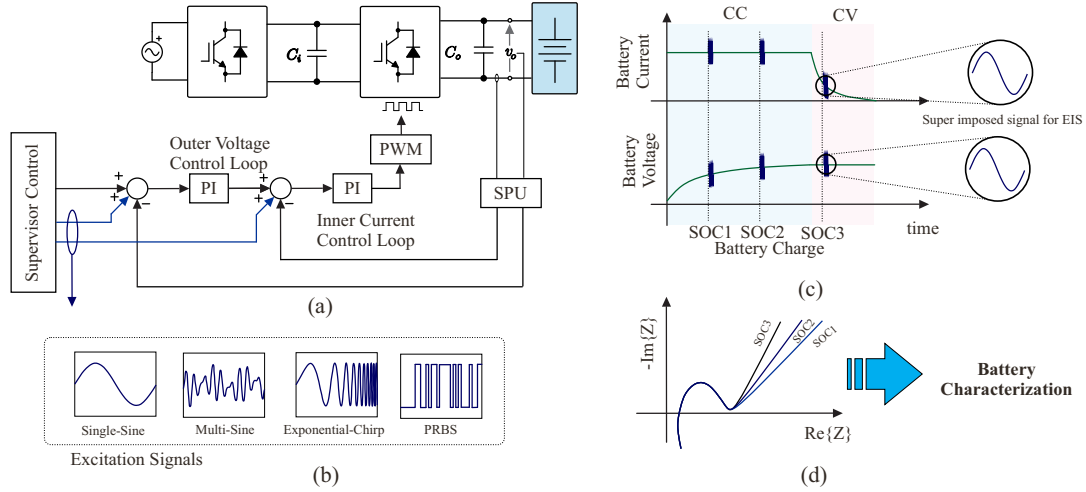 +
C_i
C_o
v_o
Outer Voltage
Control Loop
PWM
Supervisor Control
+
+
-
PI
+
+
-
PI
SPU
Inner Current
Control Loop
(a)
Single-Sine
Multi-Sine
Exponential-Chirp
PRBS
Excitation Signals
(b)
CC
CV
Battery
Current
Super imposed signal for EIS
Battery
Voltage
SOC1
SOC2
SOC3
time
Battery Charge
(c)
-Im{Z}
SOC3
SOC2
SOC1
Re{Z}
Battery
Characterization
(d)